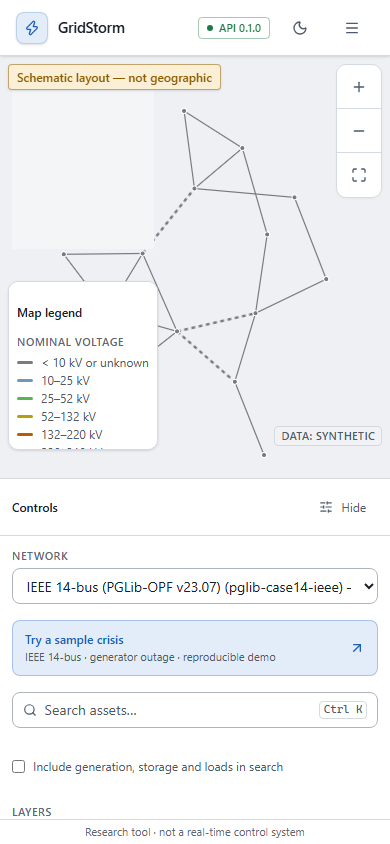 GridStorm
API 0.1.0
Schematic layout — not geographic
Map legend
NOMINAL VOLTAGE
< 10 kV or unknown
10–25 kV
25–52 kV
52–132 kV
132–220 kV
DATA: SYNTHETIC
Controls
Hide
NETWORK
IEEE 14-bus (PGLib-OPF v23.07) (pglib-case14-ieee) -
Try a sample crisis
IEEE 14-bus · generator outage · reproducible demo
Search assets...
Ctrl K
Include generation, storage and loads in search
LAYERS
Research tool · not a real-time control system